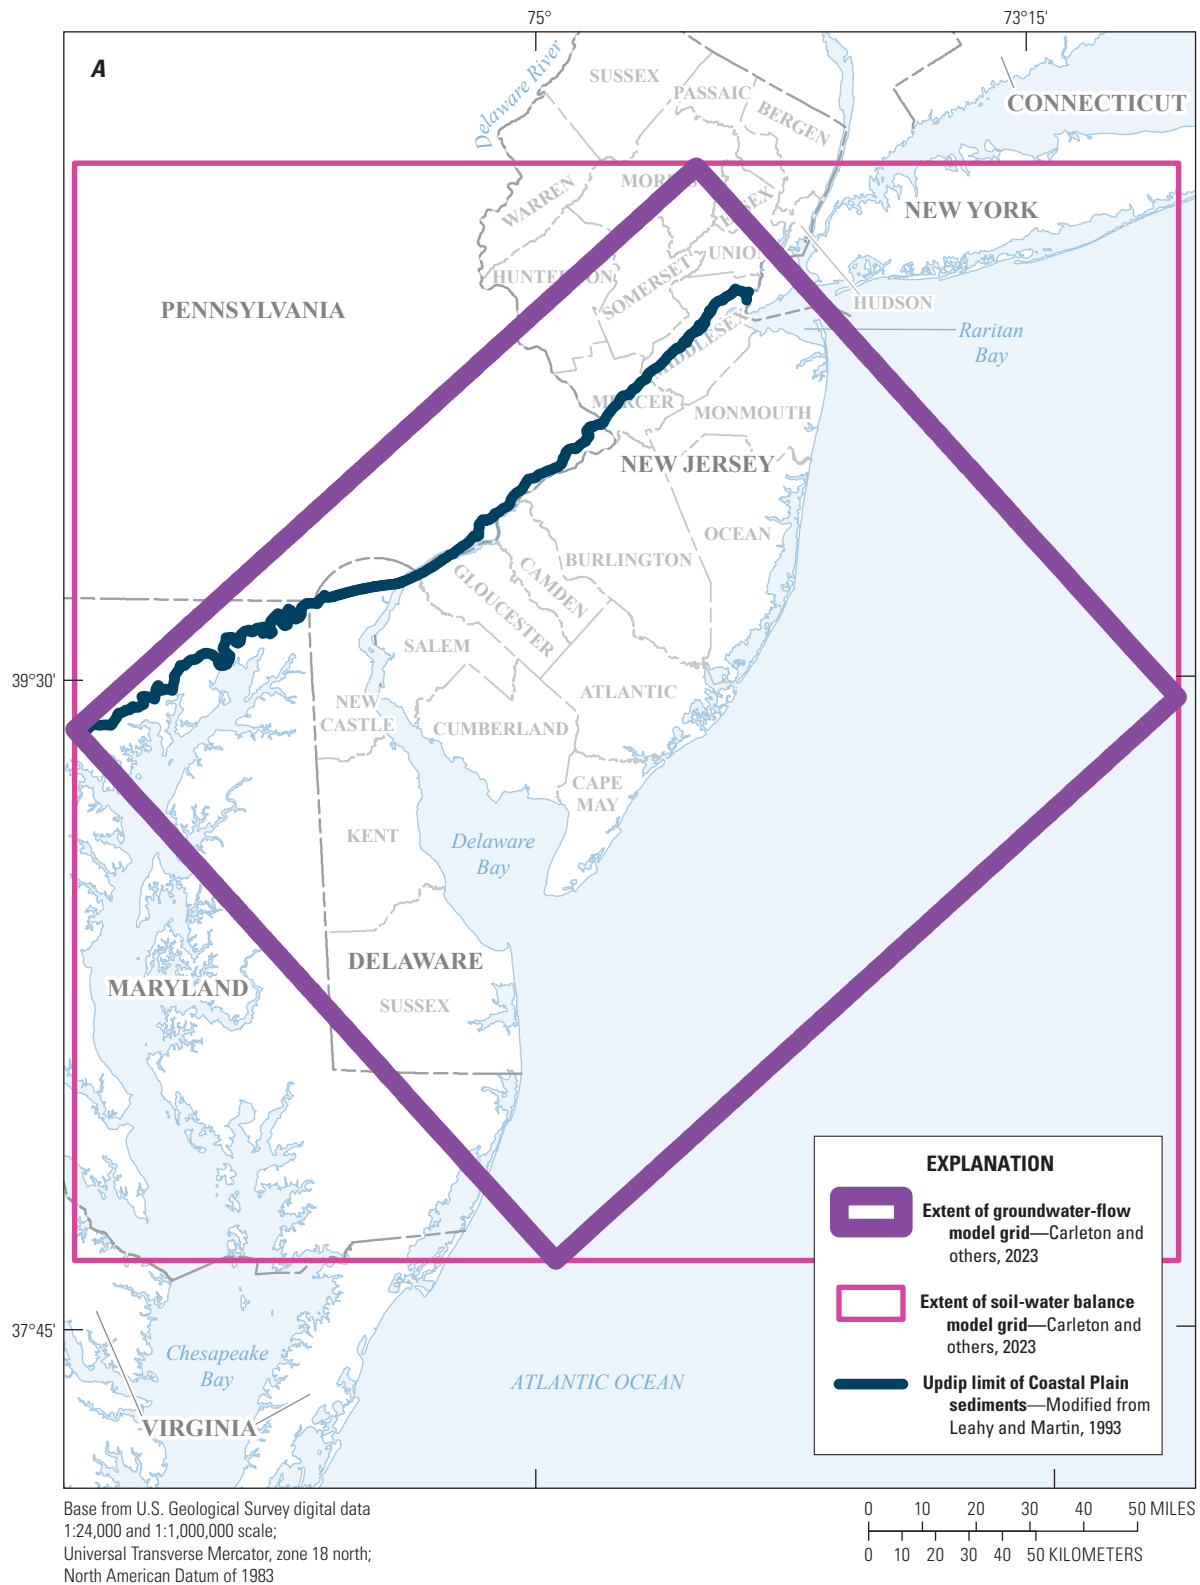 75°
73°15'
A
Delaware River
SUSSEX
PASSAIC
BERGEN
CONNECTICUT
WARREN
MORRIS
ESSEX
NEW YORK
HUNTERDON
UNION
SOMERSET
HUDSON
PENNSYLVANIA
Raritan
Bay
MIDDLESEX
MERCER
MONMOUTH
NEW JERSEY
OCEAN
BURLINGTON
CAMDEN
GLOUCESTER
SALEM
39°30'
ATLANTIC
NEW
CASTLE
CUMBERLAND
CAPE
MAY
KENT
Delaware
Bay
DELAWARE
MARYLAND
SUSSEX
37°45'
Chesapeake
Bay
ATLANTIC OCEAN
VIRGINIA
EXPLANATION
Extent of groundwater-flow
model grid—Carleton and
others, 2023
Extent of soil-water balance
model grid—Carleton and
others, 2023
Updip limit of Coastal Plain
sediments—Modified from
Leahy and Martin, 1993
Base from U.S. Geological Survey digital data
1:24,000 and 1:1,000,000 scale;
Universal Transverse Mercator, zone 18 north;
North American Datum of 1983
0 10 20 30 40 50 MILES
0 10 20 30 40 50 KILOMETERS